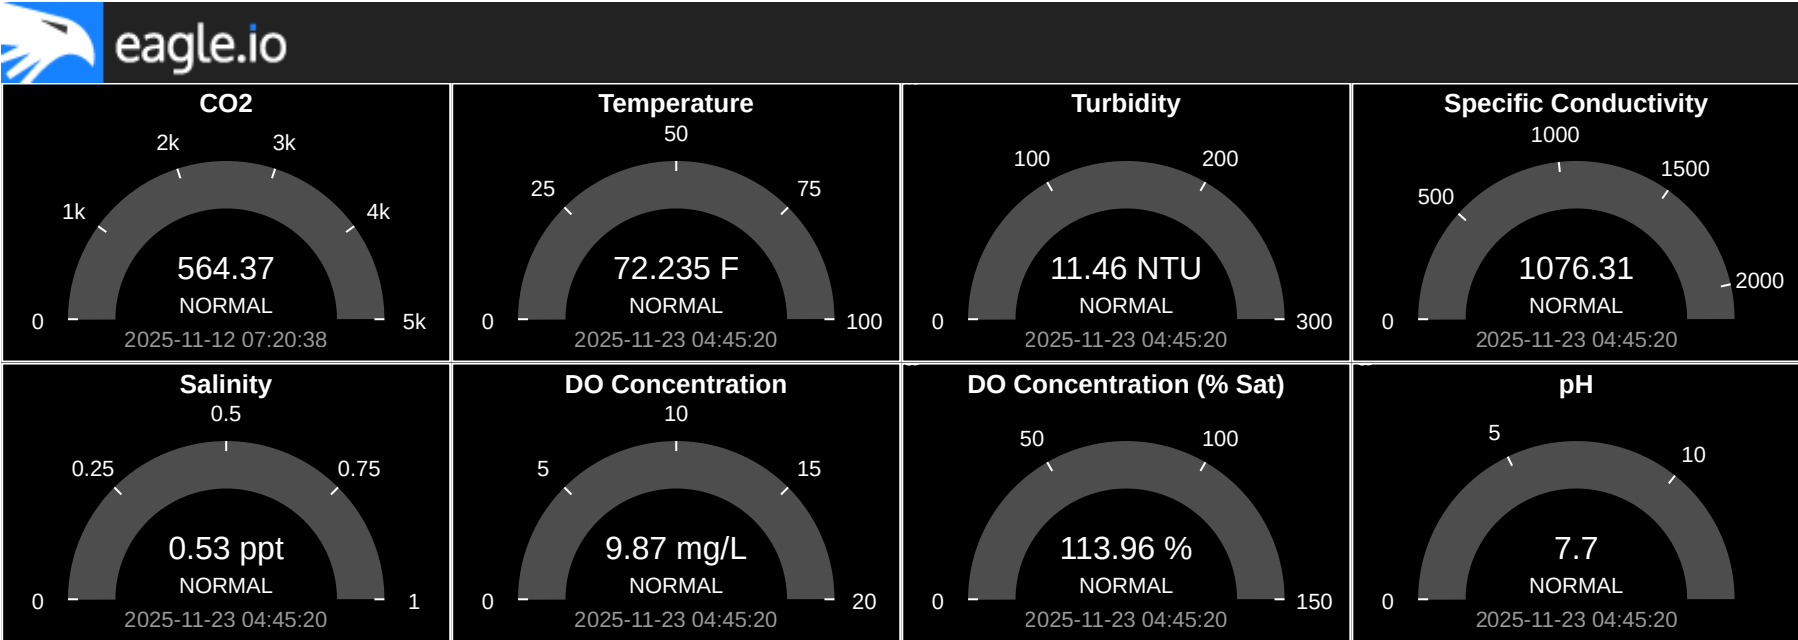 eagle.io
CO2
2k
3k
1k
4k
564.37
NORMAL
0
5k
2025-11-12 07:20:38
Temperature
50
25
75
72.235 F
NORMAL
0
100
2025-11-23 04:45:20
Turbidity
100
200
11.46 NTU
NORMAL
0
300
2025-11-23 04:45:20
Specific Conductivity
1000
1500
500
1076.31
2000
NORMAL
0
2025-11-23 04:45:20
Salinity
0.5
0.25
0.75
0.53 ppt
NORMAL
0
1
2025-11-23 04:45:20
DO Concentration
10
5
15
9.87 mg/L
NORMAL
0
20
2025-11-23 04:45:20
DO Concentration (% Sat)
50
100
113.96 %
NORMAL
0
150
2025-11-23 04:45:20
pH
5
10
7.7
NORMAL
0
2025-11-23 04:45:20